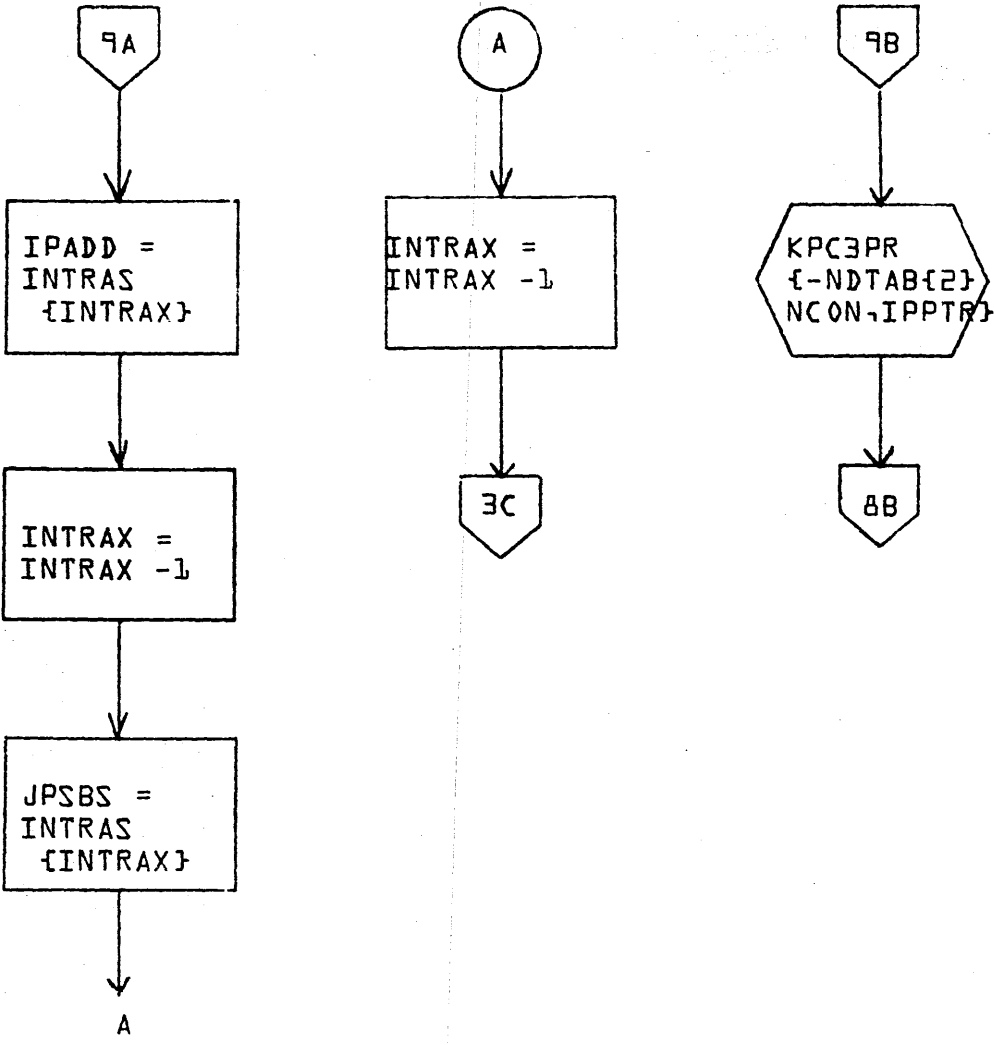 9A
IPADD =
INTRAS
{INTRAX}
INTRAX =
INTRAX -1
JPSBS =
INTRAS
{INTRAX}
A
A
INTRAX =
INTRAX -1
3C
9B
KPC3PR
{-NDTAB{2}
NCON,IPPTR}
8B